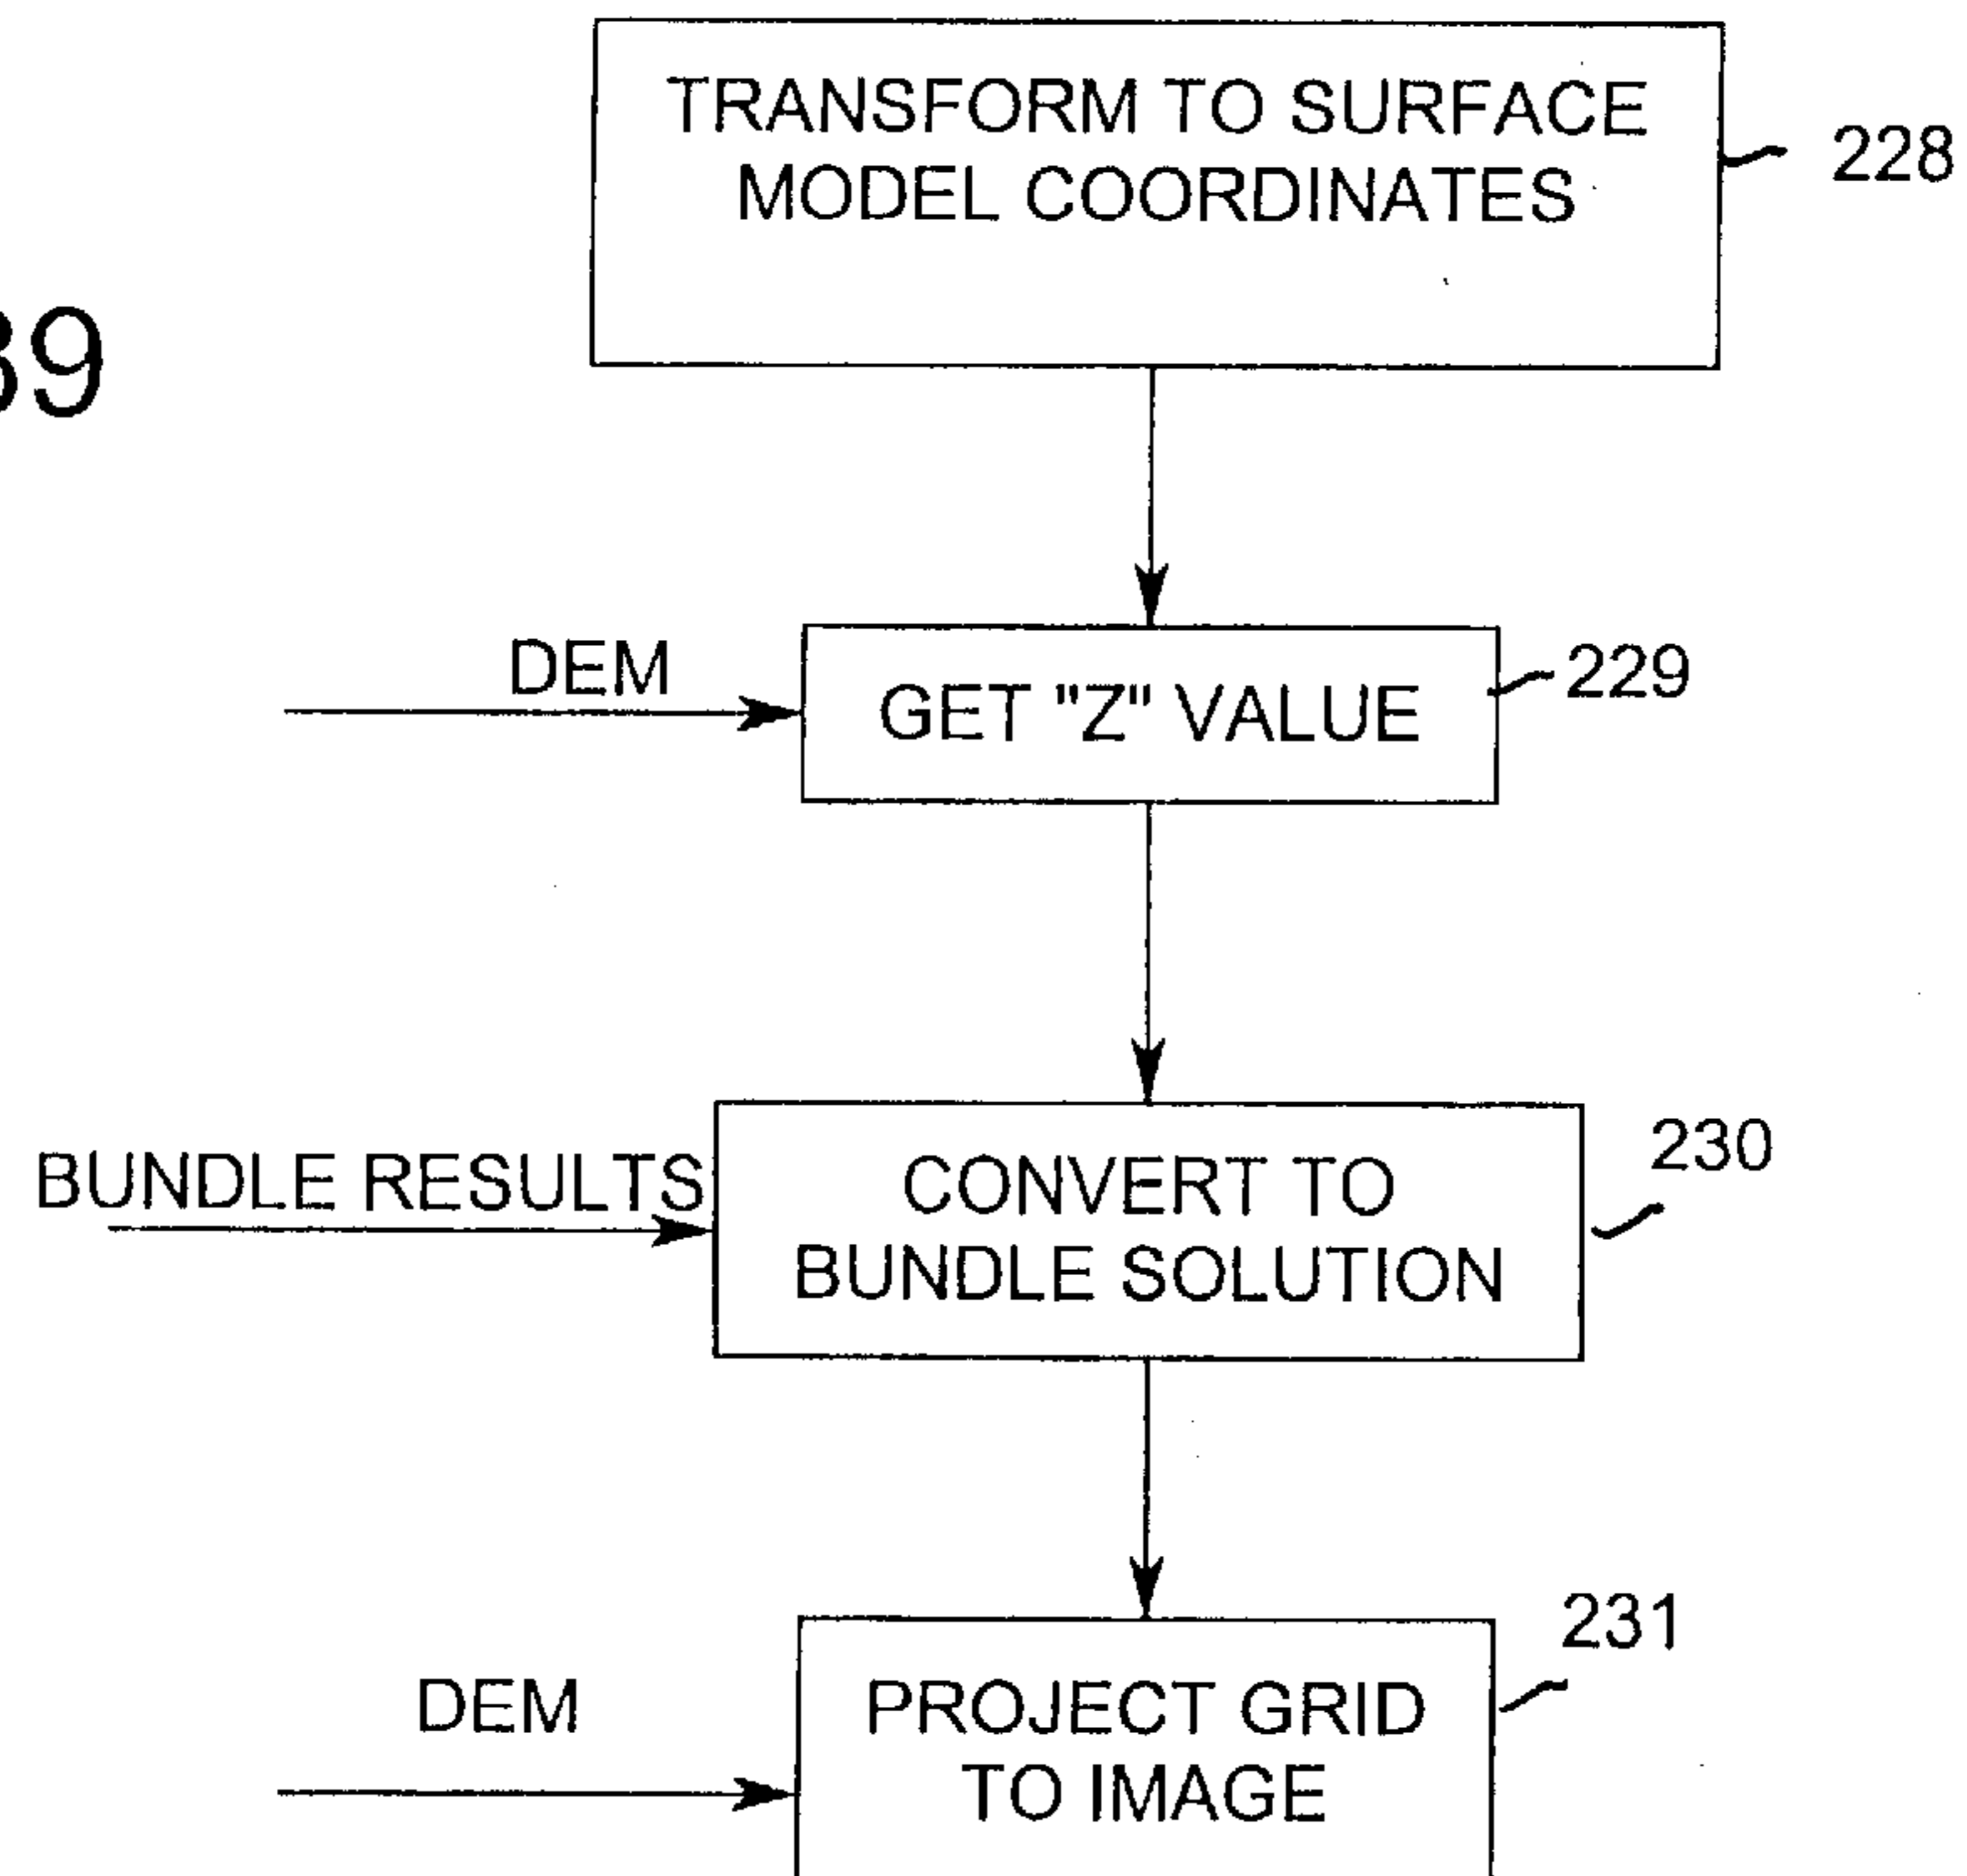 TRANSFORM TO SURFACE
MODEL COORDINATES
228
39
DEM
GET "Z" VALUE
229
BUNDLE RESULTS
CONVERT TO
BUNDLE SOLUTION
230
DEM
PROJECT GRID
TO IMAGE
231